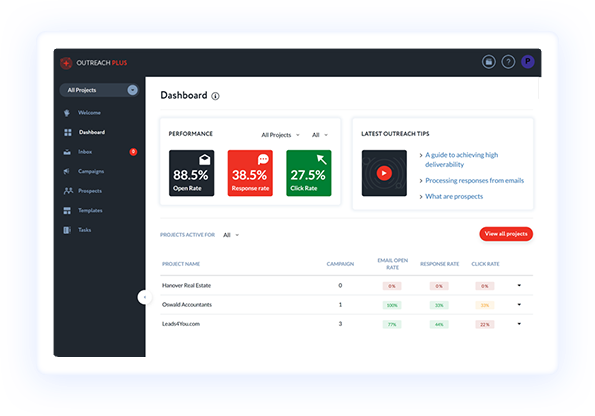 OUTREACH PLUS
P
All Projects
Welcome
Dashboard
Inbox 0
Campaigns
Prospects
Templates
Tasks
Dashboard
PERFORMANCE All Projects All
88.5% 38.5% 27.5%
Open Rate Response rate Click Rate
LATEST OUTREACH TIPS
A guide to achieving high
deliverability
Processing responses from emails
What are prospects
PROJECTS ACTIVE FOR All View all projects
PROJECT NAME CAMPAIGN EMAIL OPEN RATE RESPONSE RATE CLICK RATE
Hanover Real Estate 0 0% 0% 0%
Oswald Accountants 1 100% 33%
Leads4You.com 3 77% 44% 22%